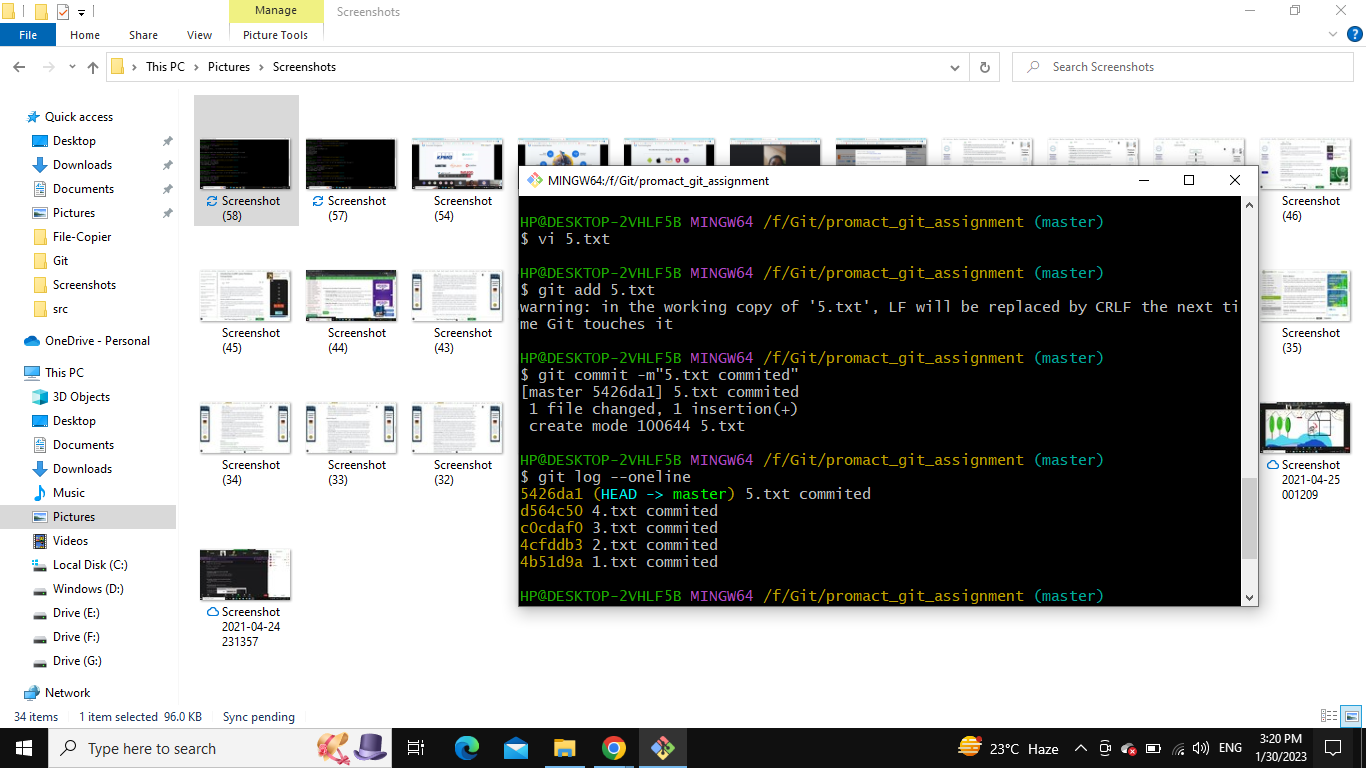 Manage
Screenshots
File
Home
Share
View
Picture Tools
This PC
Pictures
Screenshots
Search Screenshots
Quick access
Desktop
Downloads
Documents
Pictures
File-Copier
Git
Screenshots
src
OneDrive - Personal
This PC
3D Objects
Desktop
Documents
Downloads
Music
Pictures
Videos
Local Disk (C:)
Windows (D:)
Drive (E:)
Drive (F:)
Drive (G:)
Network
Screenshot
(58)
Screenshot
(57)
Screenshot
(54)
Screenshot
(46)
Screenshot
(45)
Screenshot
(44)
Screenshot
(43)
Screenshot
(35)
Screenshot
(34)
Screenshot
(33)
Screenshot
(32)
Screenshot
2021-04-25
001209
Screenshot
2021-04-24
231357
MINGW64:/f/Git/promact_git_assignment
HP@DESKTOP-2VHLF5B MINGW64 /f/Git/promact_git_assignment (master)
$ vi 5.txt
HP@DESKTOP-2VHLF5B MINGW64 /f/Git/promact_git_assignment (master)
$ git add 5.txt
warning: in the working copy of '5.txt', LF will be replaced by CRLF the next ti
me Git touches it
HP@DESKTOP-2VHLF5B MINGW64 /f/Git/promact_git_assignment (master)
$ git commit -m"5.txt commited"
[master 5426da1] 5.txt commited
1 file changed, 1 insertion(+)
create mode 100644 5.txt
HP@DESKTOP-2VHLF5B MINGW64 /f/Git/promact_git_assignment (master)
$ git log --oneline
5426da1 (HEAD -> master) 5.txt commited
d564c50 4.txt commited
c0cdaf0 3.txt commited
4cfddb3 2.txt commited
4b51d9a 1.txt commited
HP@DESKTOP-2VHLF5B MINGW64 /f/Git/promact_git_assignment (master)
34 items
1 item selected 96.0 KB
Sync pending
Type here to search
23°C Haze
ENG
3:20 PM
1/30/2023